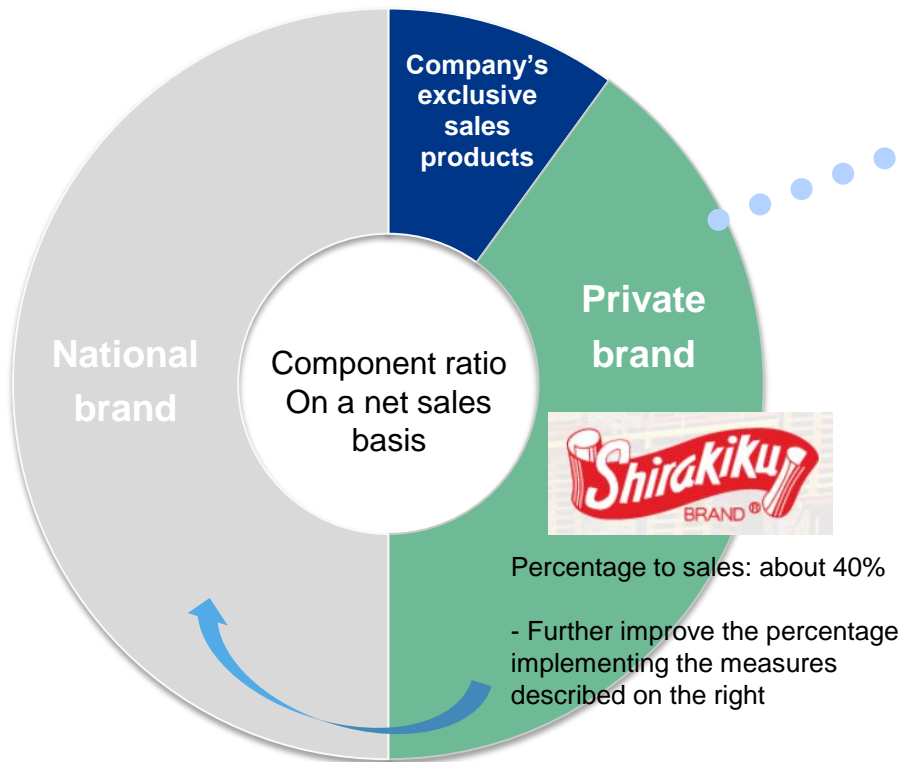 Company's
exclusive
sales
products
Private
brand
National
brand
Component ratio
On a net sales
basis
Shirakiku
BRAND ®
Percentage to sales: about 40%
- Further improve the percentage
implementing the measures
described on the right